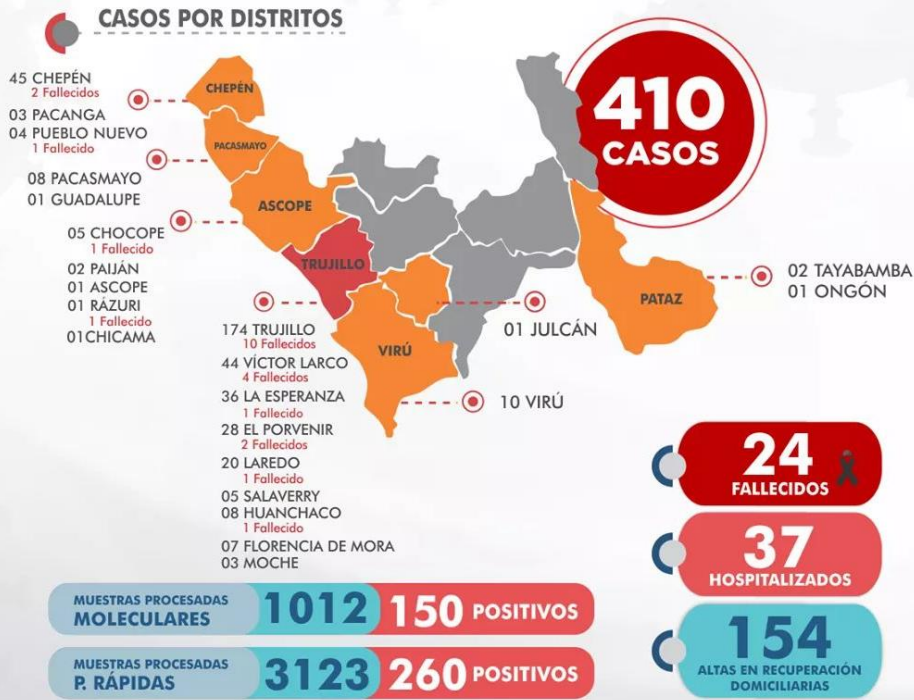 CASOS POR DISTRITOS
45 CHEPÉN
2 Fallecidos
03 PACANGA
04 PUEBLO NUEVO
1 Fallecido
08 PACASMAYO
01 GUADALUPE
05 CHOCOPE
1 Fallecido
02 PAIJÁN
01 ASCOPE
01 RÁZURI
1 Fallecido
01CHICAMA
CHEPÉN
PACASMAYO
ASCOPE
TRUJILLO
VIRÚ
PATAZ
410
CASOS
02 TAYABAMBA
01 ONGÓN
01 JULCÁN
10 VIRÚ
174 TRUJILLO
10 Fallecidos
44 VÍCTOR LARCO
4 Fallecidos
36 LA ESPERANZA
1 Fallecido
28 EL PORVENIR
2 Fallecidos
20 LAREDO
1 Fallecido
05 SALAVERRY
08 HUANCHACO
1 Fallecido
07 FLORENCIA DE MORA
03 MOCHE
24
FALLECIDOS
37
HOSPITALIZADOS
154
ALTAS EN RECUPERACIÓN
DOMICILIARIAS
MUESTRAS PROCESADAS
MOLECULARES
1012
150 POSITIVOS
MUESTRAS PROCESADAS
P. RÁPIDAS
3123
260 POSITIVOS